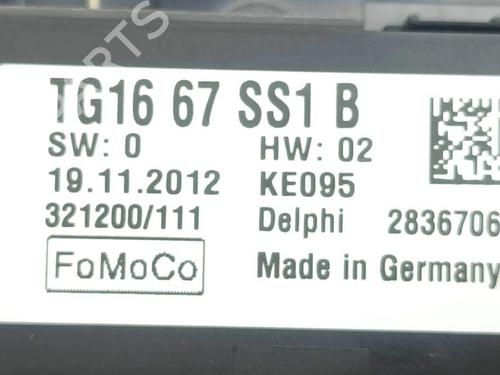 PARTS
TG16 67 SS1 B
SW: 0 HW: 02
19.11.2012 KE095
321200/111 Delphi 2836706
FoMoCo Made in Germany